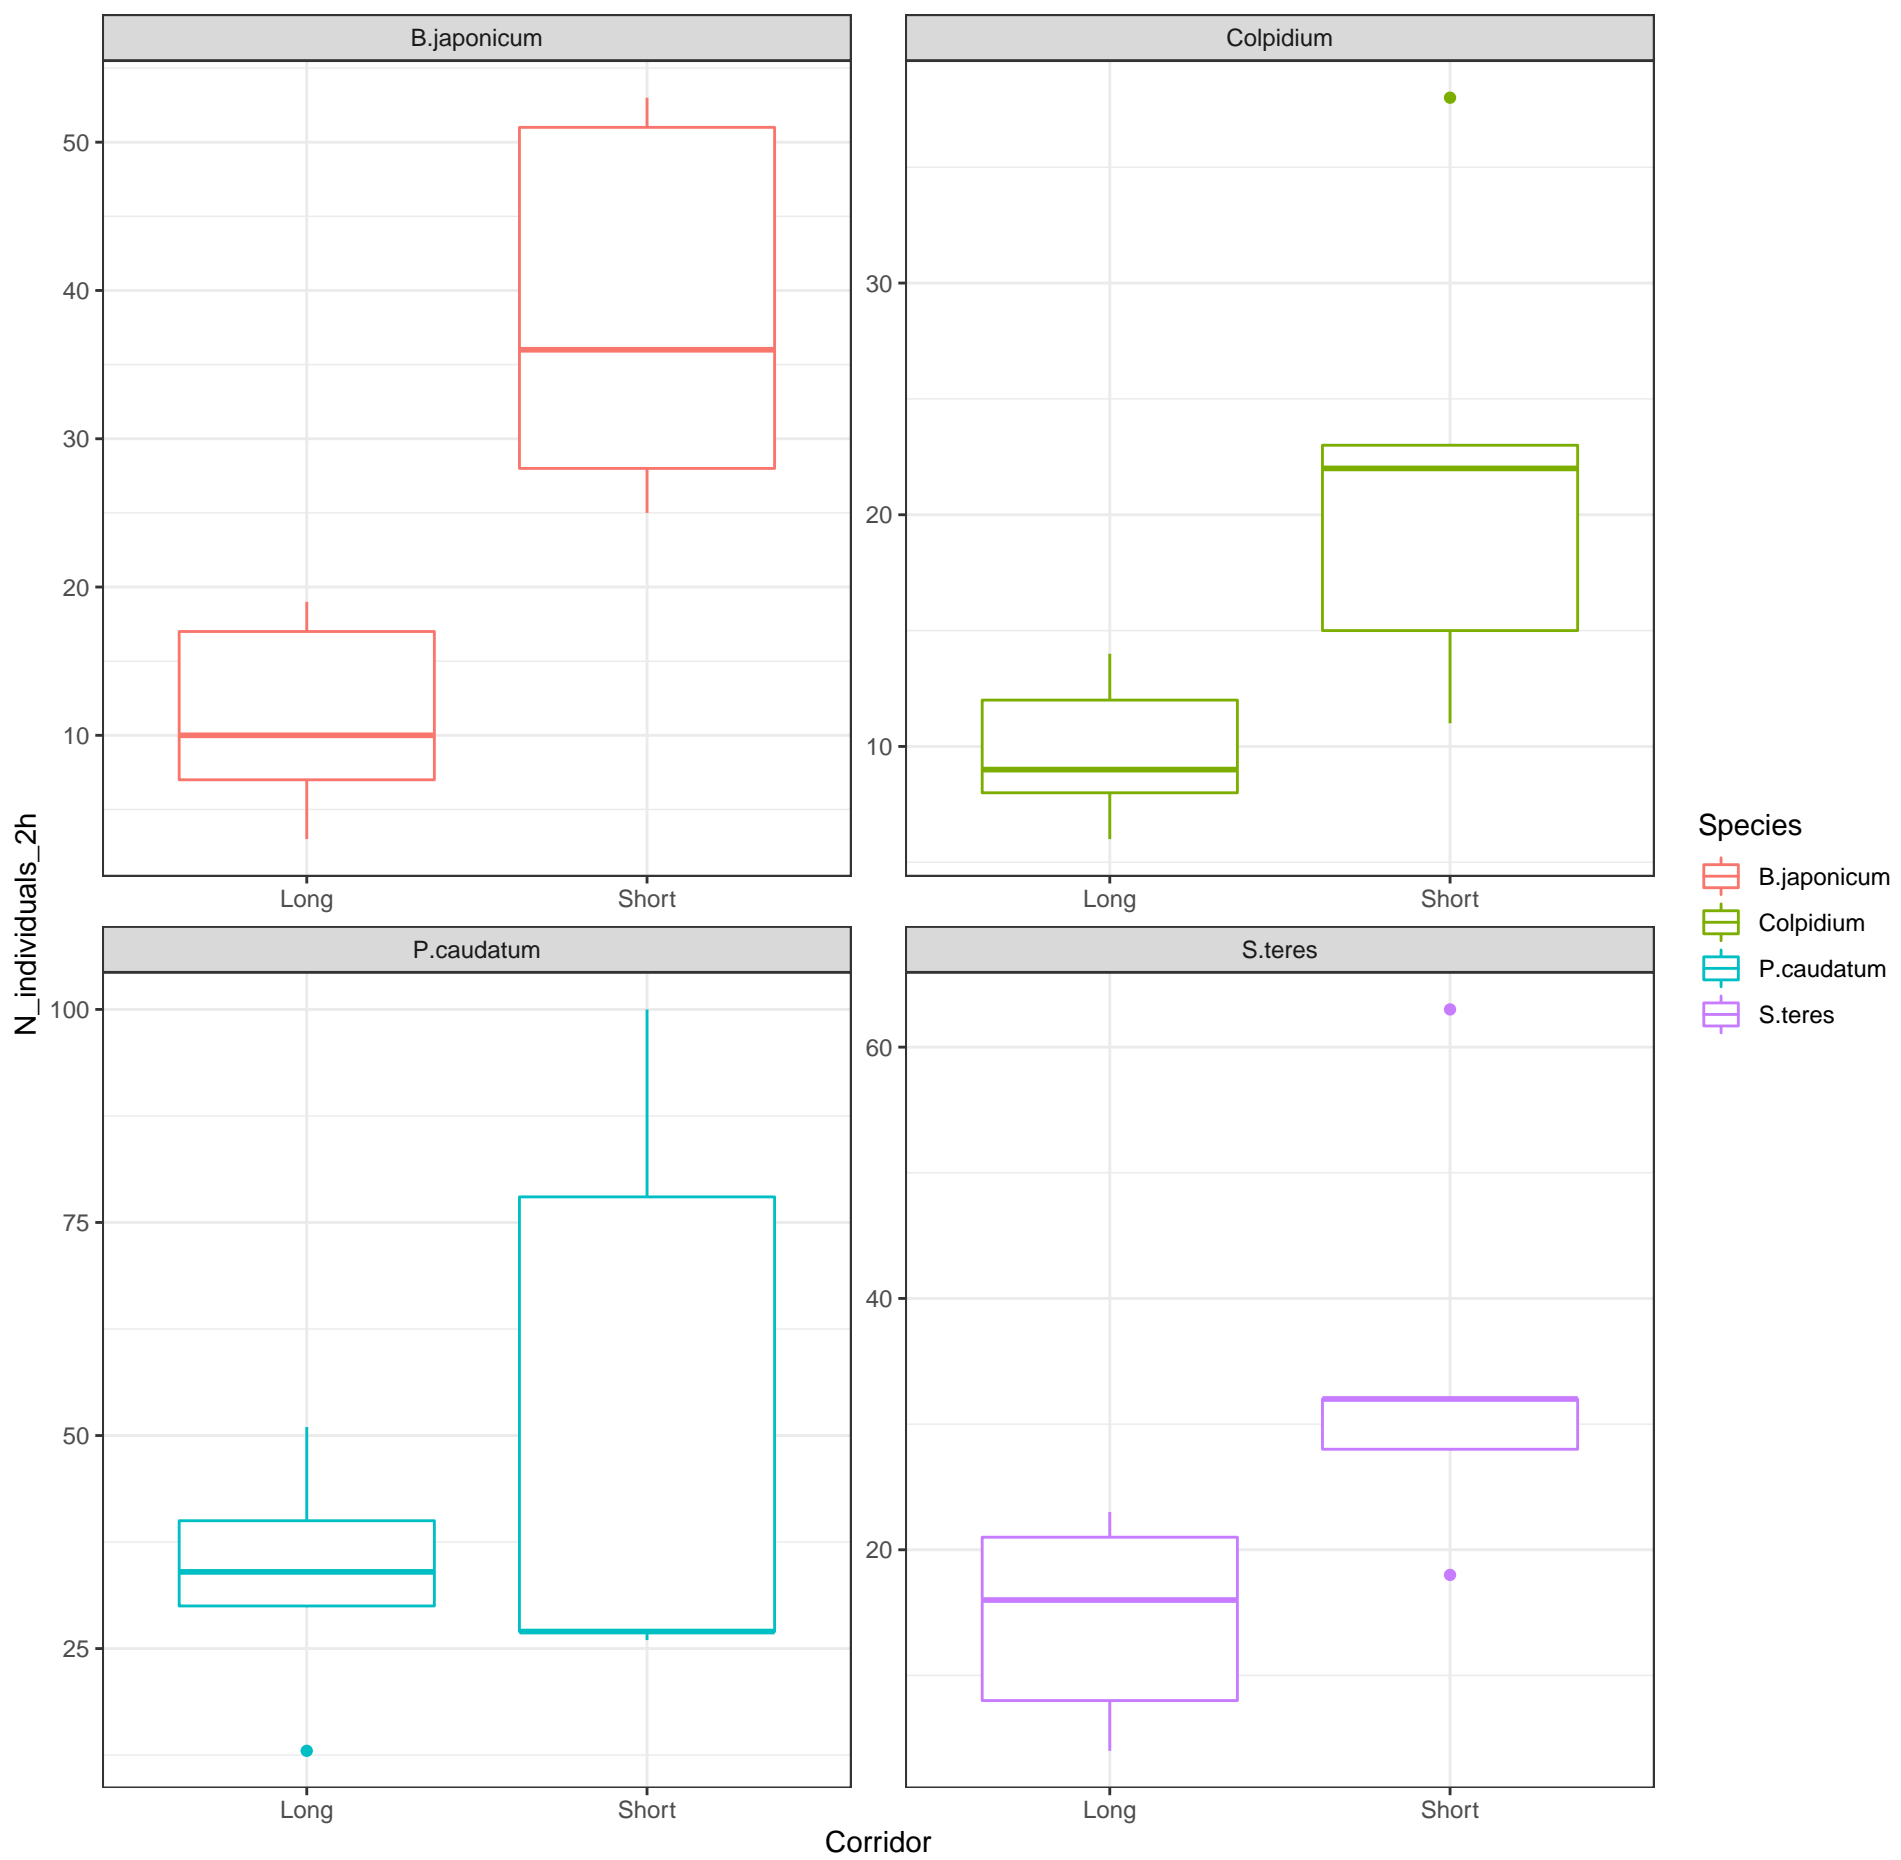 B.japonicum
Colpidium
50
40
30
20
10
30
20
10
Long
Short
Long
Short
P.caudatum
S.teres
100
75
50
25
60
40
20
Long
Short
Long
Short
Corridor
N_individuals_2h
Species
B.japonicum
Colpidium
P.caudatum
S.teres